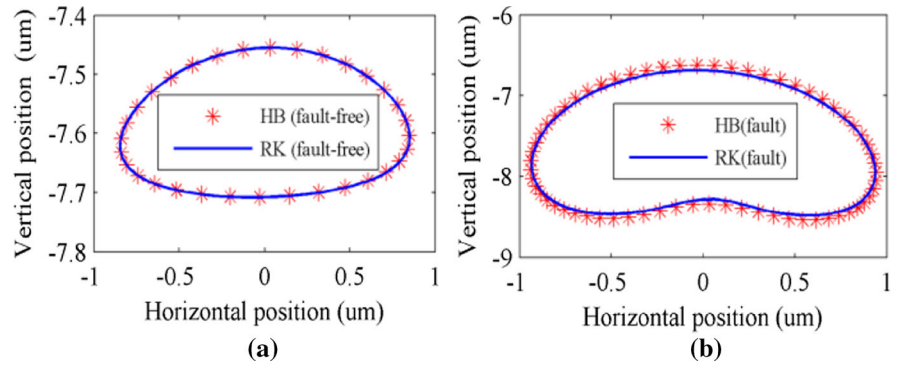 -7.4
-7.5
-7.6
-7.7
-7.8
Vertical position (um)
HB (fault-free)
RK (fault-free)
-1
-0.5
0
0.5
1
Horizontal position (um)
(a)
-6
-7
-8
-9
Vertical position (um)
HB(fault)
RK(fault)
-1
-0.5
0
0.5
1
Horizontal position (um)
(b)